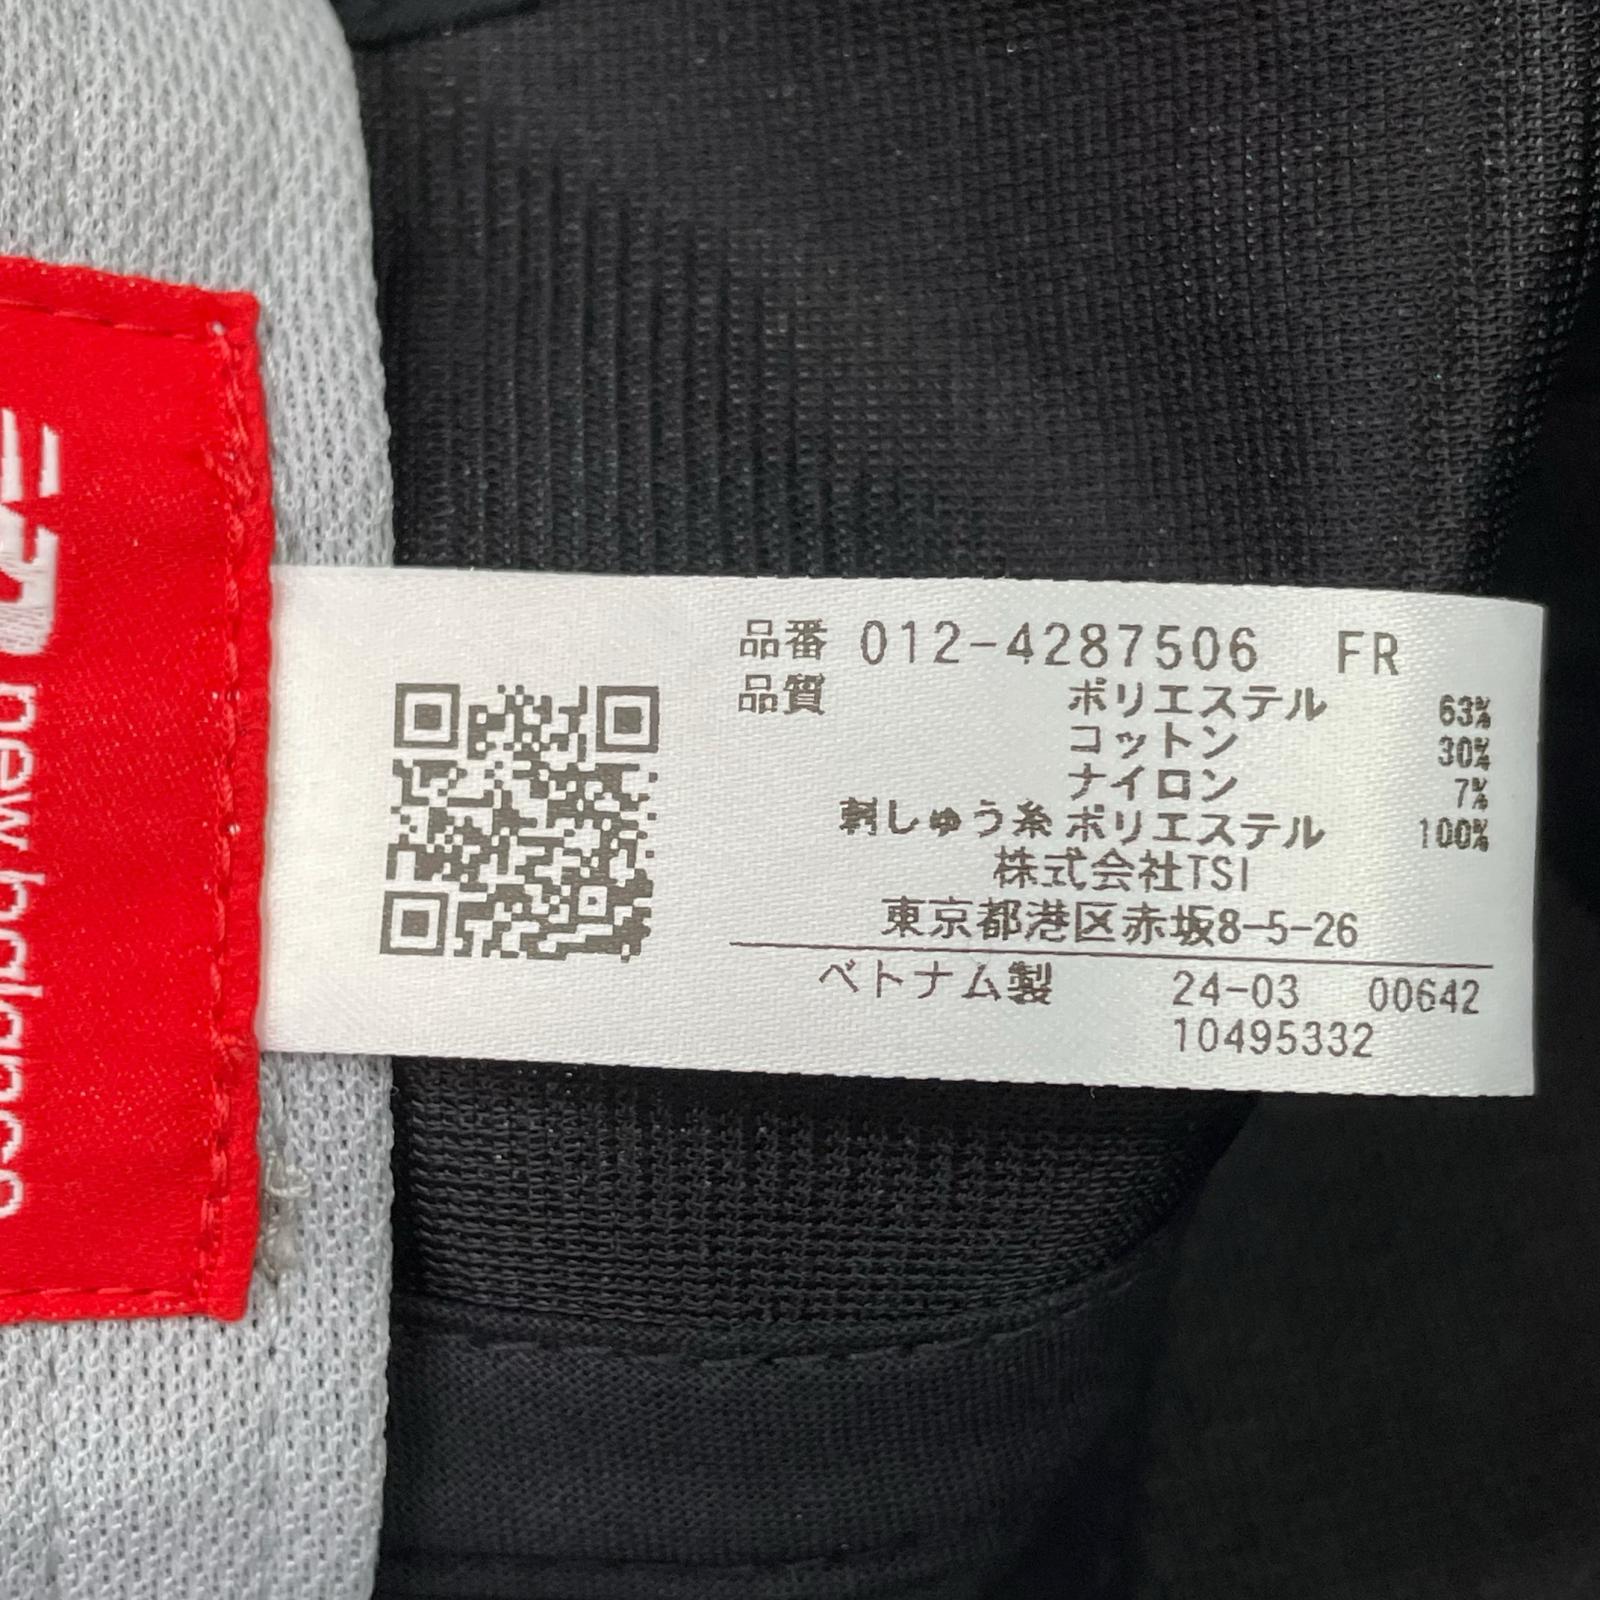 new balance
品番 012-4287506 FR
品質 ポリエステル 63%
コットン 30%
ナイロン 7%
刺しゅう糸 ポリエステル 100%
株式会社TSI
東京都港区赤坂8-5-26
ベトナム製 24-03 00642
10495332